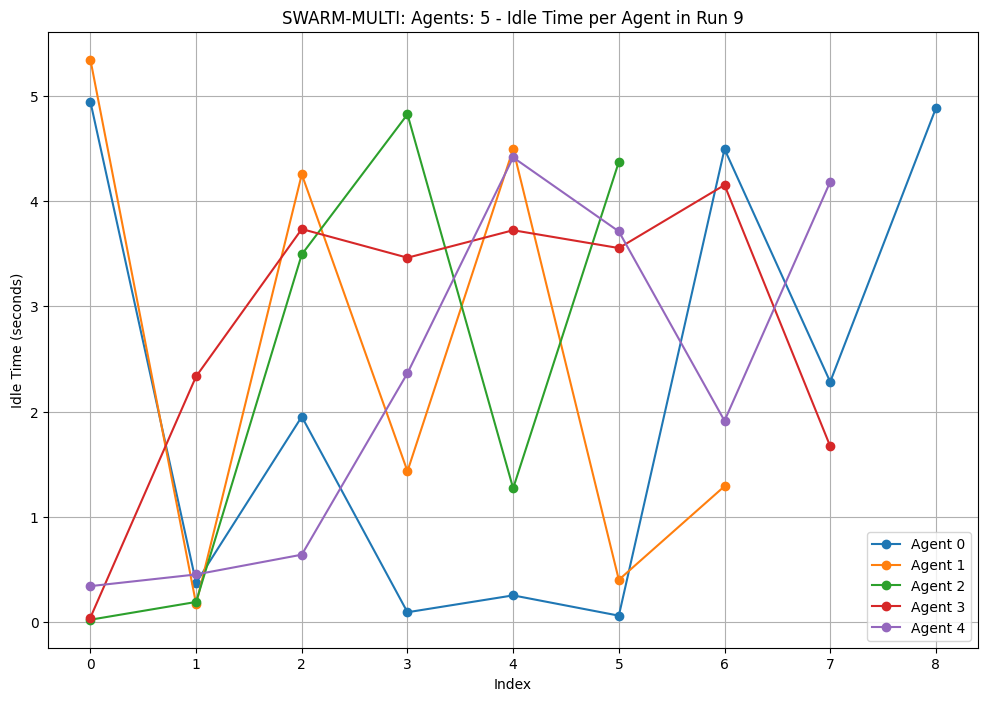 SWARM-MULTI: Agents: 5 - Idle Time per Agent in Run 9
Idle Time (seconds)
5
4
3
2
1
0
0 1 2 3 4 5 6 7 8
Index
Agent 0
Agent 1
Agent 2
Agent 3
Agent 4